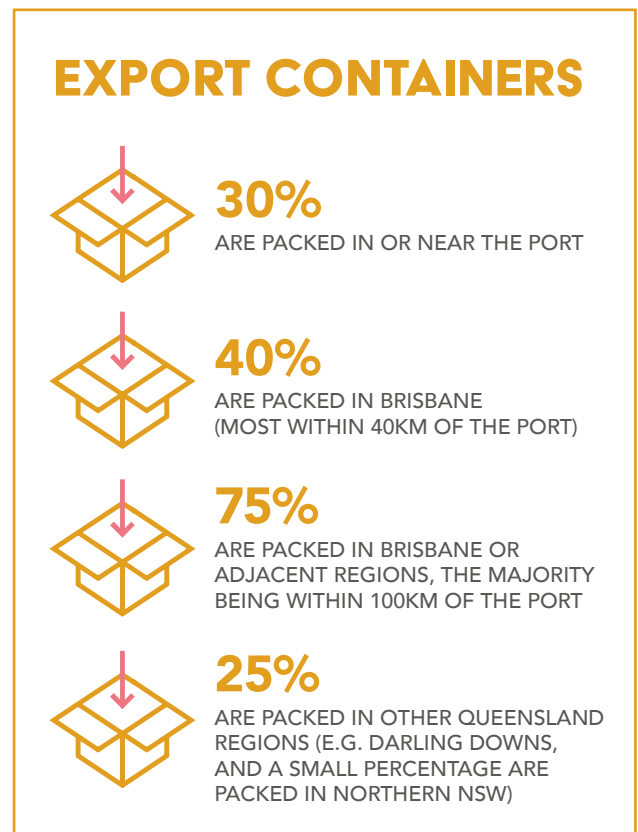 EXPORT CONTAINERS
30%
ARE PACKED IN OR NEAR THE PORT
40%
ARE PACKED IN BRISBANE
(MOST WITHIN 40KM OF THE PORT)
75%
ARE PACKED IN BRISBANE OR
ADJACENT REGIONS, THE MAJORITY
BEING WITHIN 100KM OF THE PORT
25%
ARE PACKED IN OTHER QUEENSLAND
REGIONS (E.G. DARLING DOWNS,
AND A SMALL PERCENTAGE ARE
PACKED IN NORTHERN NSW)